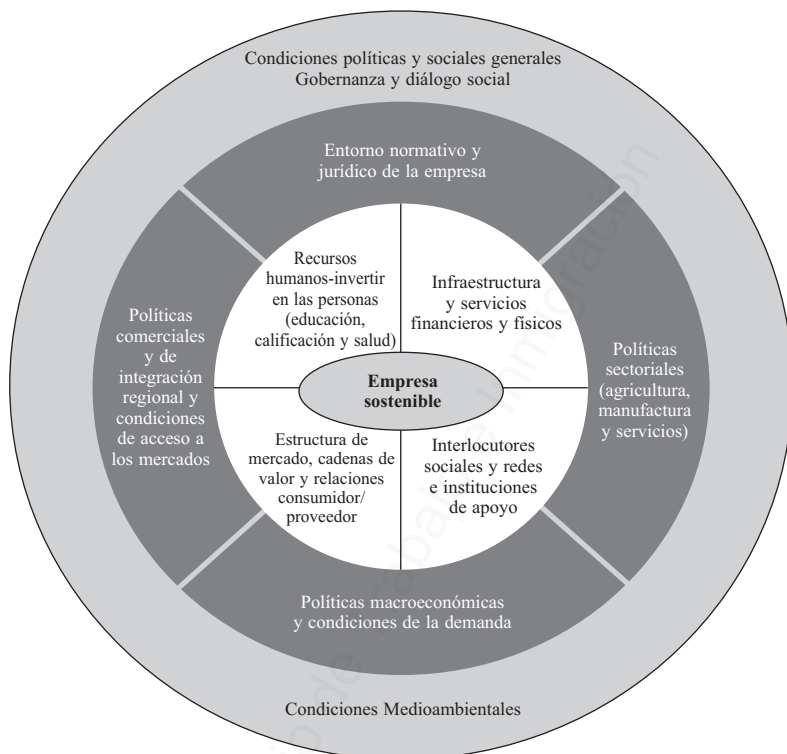 Condiciones políticas y sociales generales
Gobernanza y diálogo social
Entorno normativo y
jurídico de la empresa
Recursos
humanos-invertir
en las personas
(educación,
calificación y salud)
Infraestructura
y servicios
financieros y físicos
Políticas
comerciales
y de
integración
regional y
condiciones
de acceso a
los mercados
Empresa
sostenible
Políticas
sectoriales
(agricultura,
manufactura
y servicios)
Estructura de
mercado, cadenas de
valor y relaciones
consumidor/
proveedor
Interlocutores
sociales y redes
e instituciones
de apoyo
Políticas macroeconómicas
y condiciones de la demanda
Condiciones Medioambientales